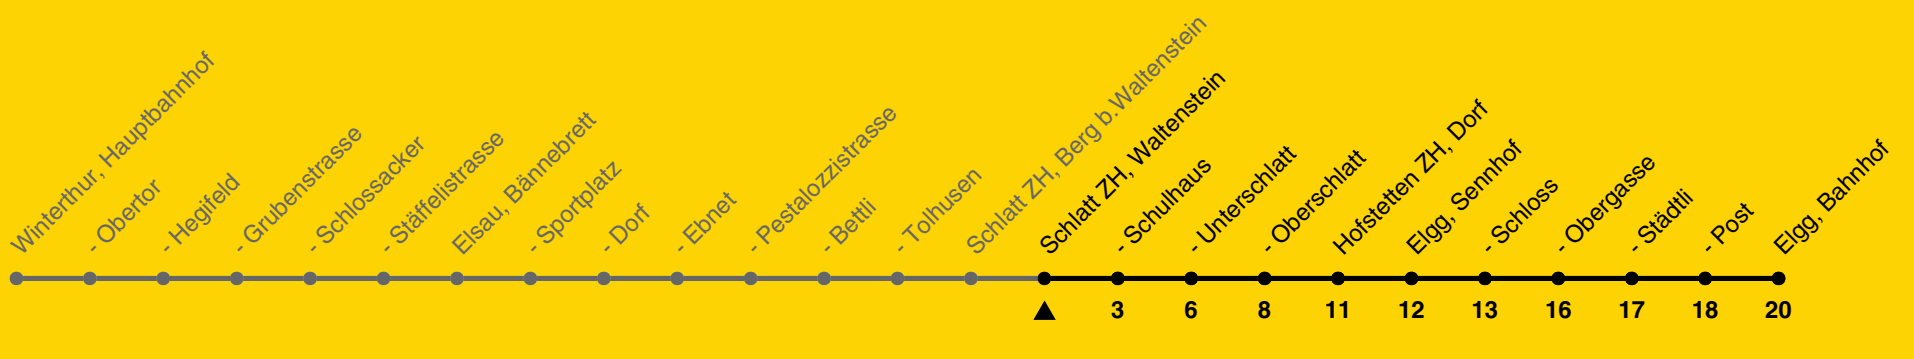 Winterthur, Hauptbahnhof
- Obertor
- Hegifeld
- Grubenstrasse
- Schlossacker
- Stäffelistrasse
Elsau, Bännebrett
- Sportplatz
- Dorf
- Ebnet
- Pestalozzistrasse
- Bettli
- Tolhusen
Schlatt ZH, Berg b.Waltenstein
Schlatt ZH, Waltenstein
- Schulhaus
- Unterschlatt
- Oberschlatt
Hofstetten ZH, Dorf
Elgg, Sennhof
- Schloss
- Obergasse
- Städtli
- Post
Elgg, Bahnhof
3 6 8 11 12 13 16 17 18 20